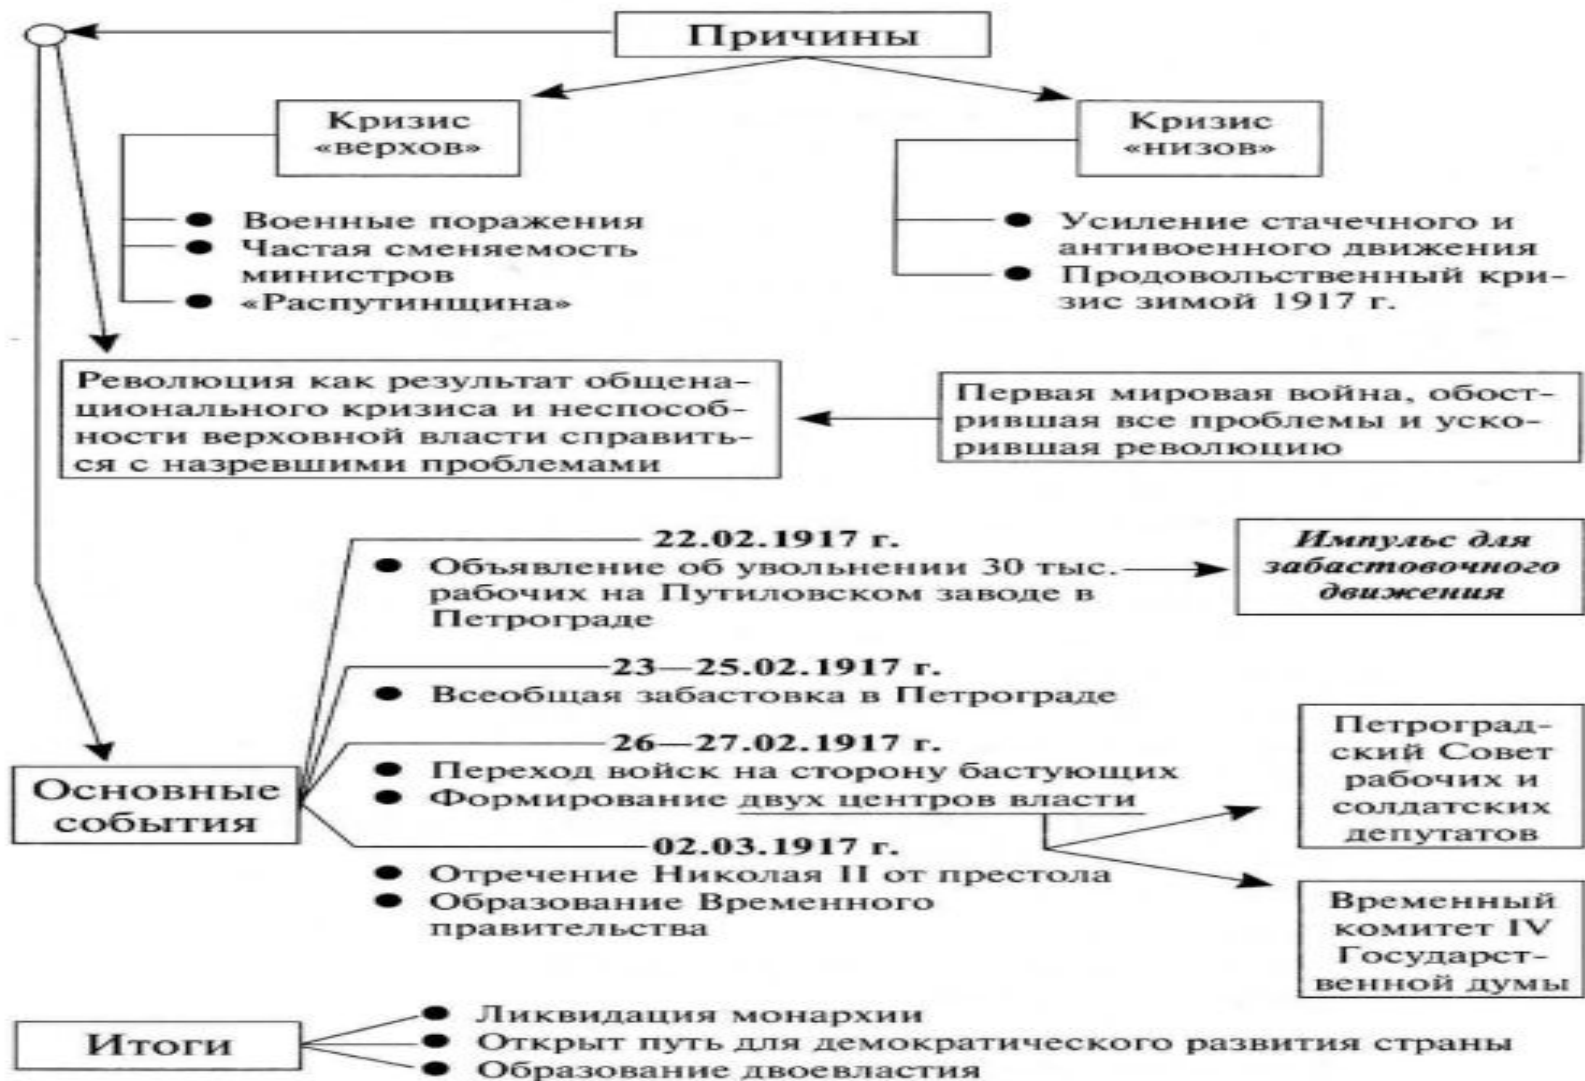 Причины
Кризис
«верхов»
Военные поражения
Частая сменяемость
министров
«Распутинщина»
Кризис
«низов»
Усиление стачечного и
антивоенного движения
Продовольственный кри-
зис зимой 1917 г.
Революция как результат общена-
ционального кризиса и неспособ-
ности верховной власти справить-
ся с назревшими проблемами
Первая мировая война, обост-
рившая все проблемы и уско-
рившая революцию
Основные
события
22.02.1917 г.
Объявление об увольнении 30 тыс.
рабочих на Путиловском заводе в
Петрограде
Импульс для
забастовочного
движения
23—25.02.1917 г.
Всеобщая забастовка в Петрограде
26—27.02.1917 г.
Переход войск на сторону бастующих
Формирование двух центров власти
Петроград-
ский Совет
рабочих и
солдатских
депутатов
Временный
комитет IV
Государст-
венной думы
02.03.1917 г.
Отречение Николая II от престола
Образование Временного
правительства
Итоги
Ликвидация монархии
Открыт путь для демократического развития страны
Образование двоевластия